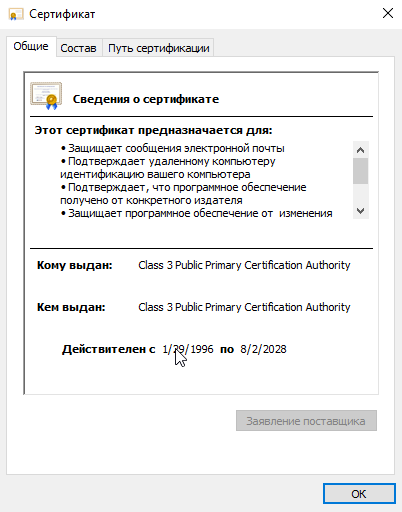 Сертификат
Общие Состав Путь сертификации
Сведения о сертификате
Этот сертификат предназначается для:
• Защищает сообщения электронной почты
• Подтверждает удаленному компьютеру
идентификацию вашего компьютера
• Подтверждает, что программное обеспечение
получено от конкретного издателя
• Защищает программное обеспечение от изменения
Кому выдан: Class 3 Public Primary Certification Authority
Кем выдан: Class 3 Public Primary Certification Authority
Действителен с 1/29/1996 по 8/2/2028
Заявление поставщика
ОК